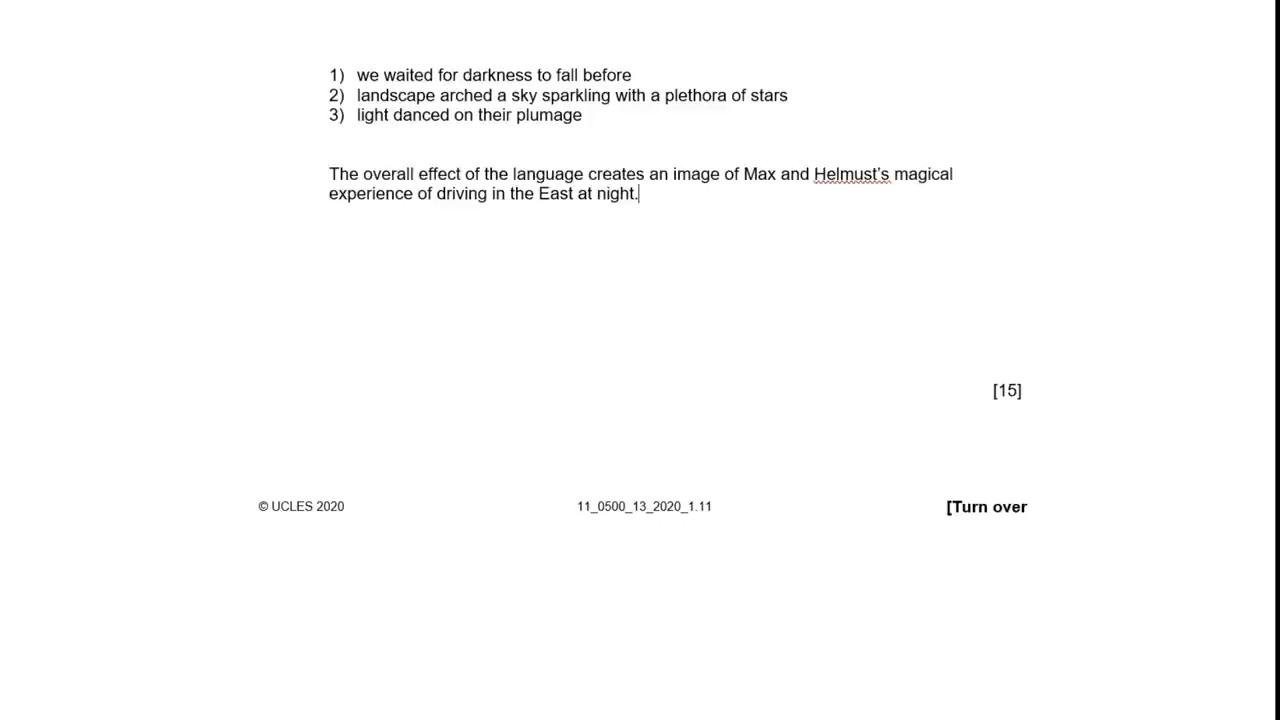 1) we waited for darkness to fall before
2) landscape arched a sky sparkling with a plethora of stars
3) light danced on their plumage
The overall effect of the language creates an image of Max and Helmust's magical
experience of driving in the East at night.
[15]
© UCLES 2020 11_0500_13_2020_1.11 [Turn over